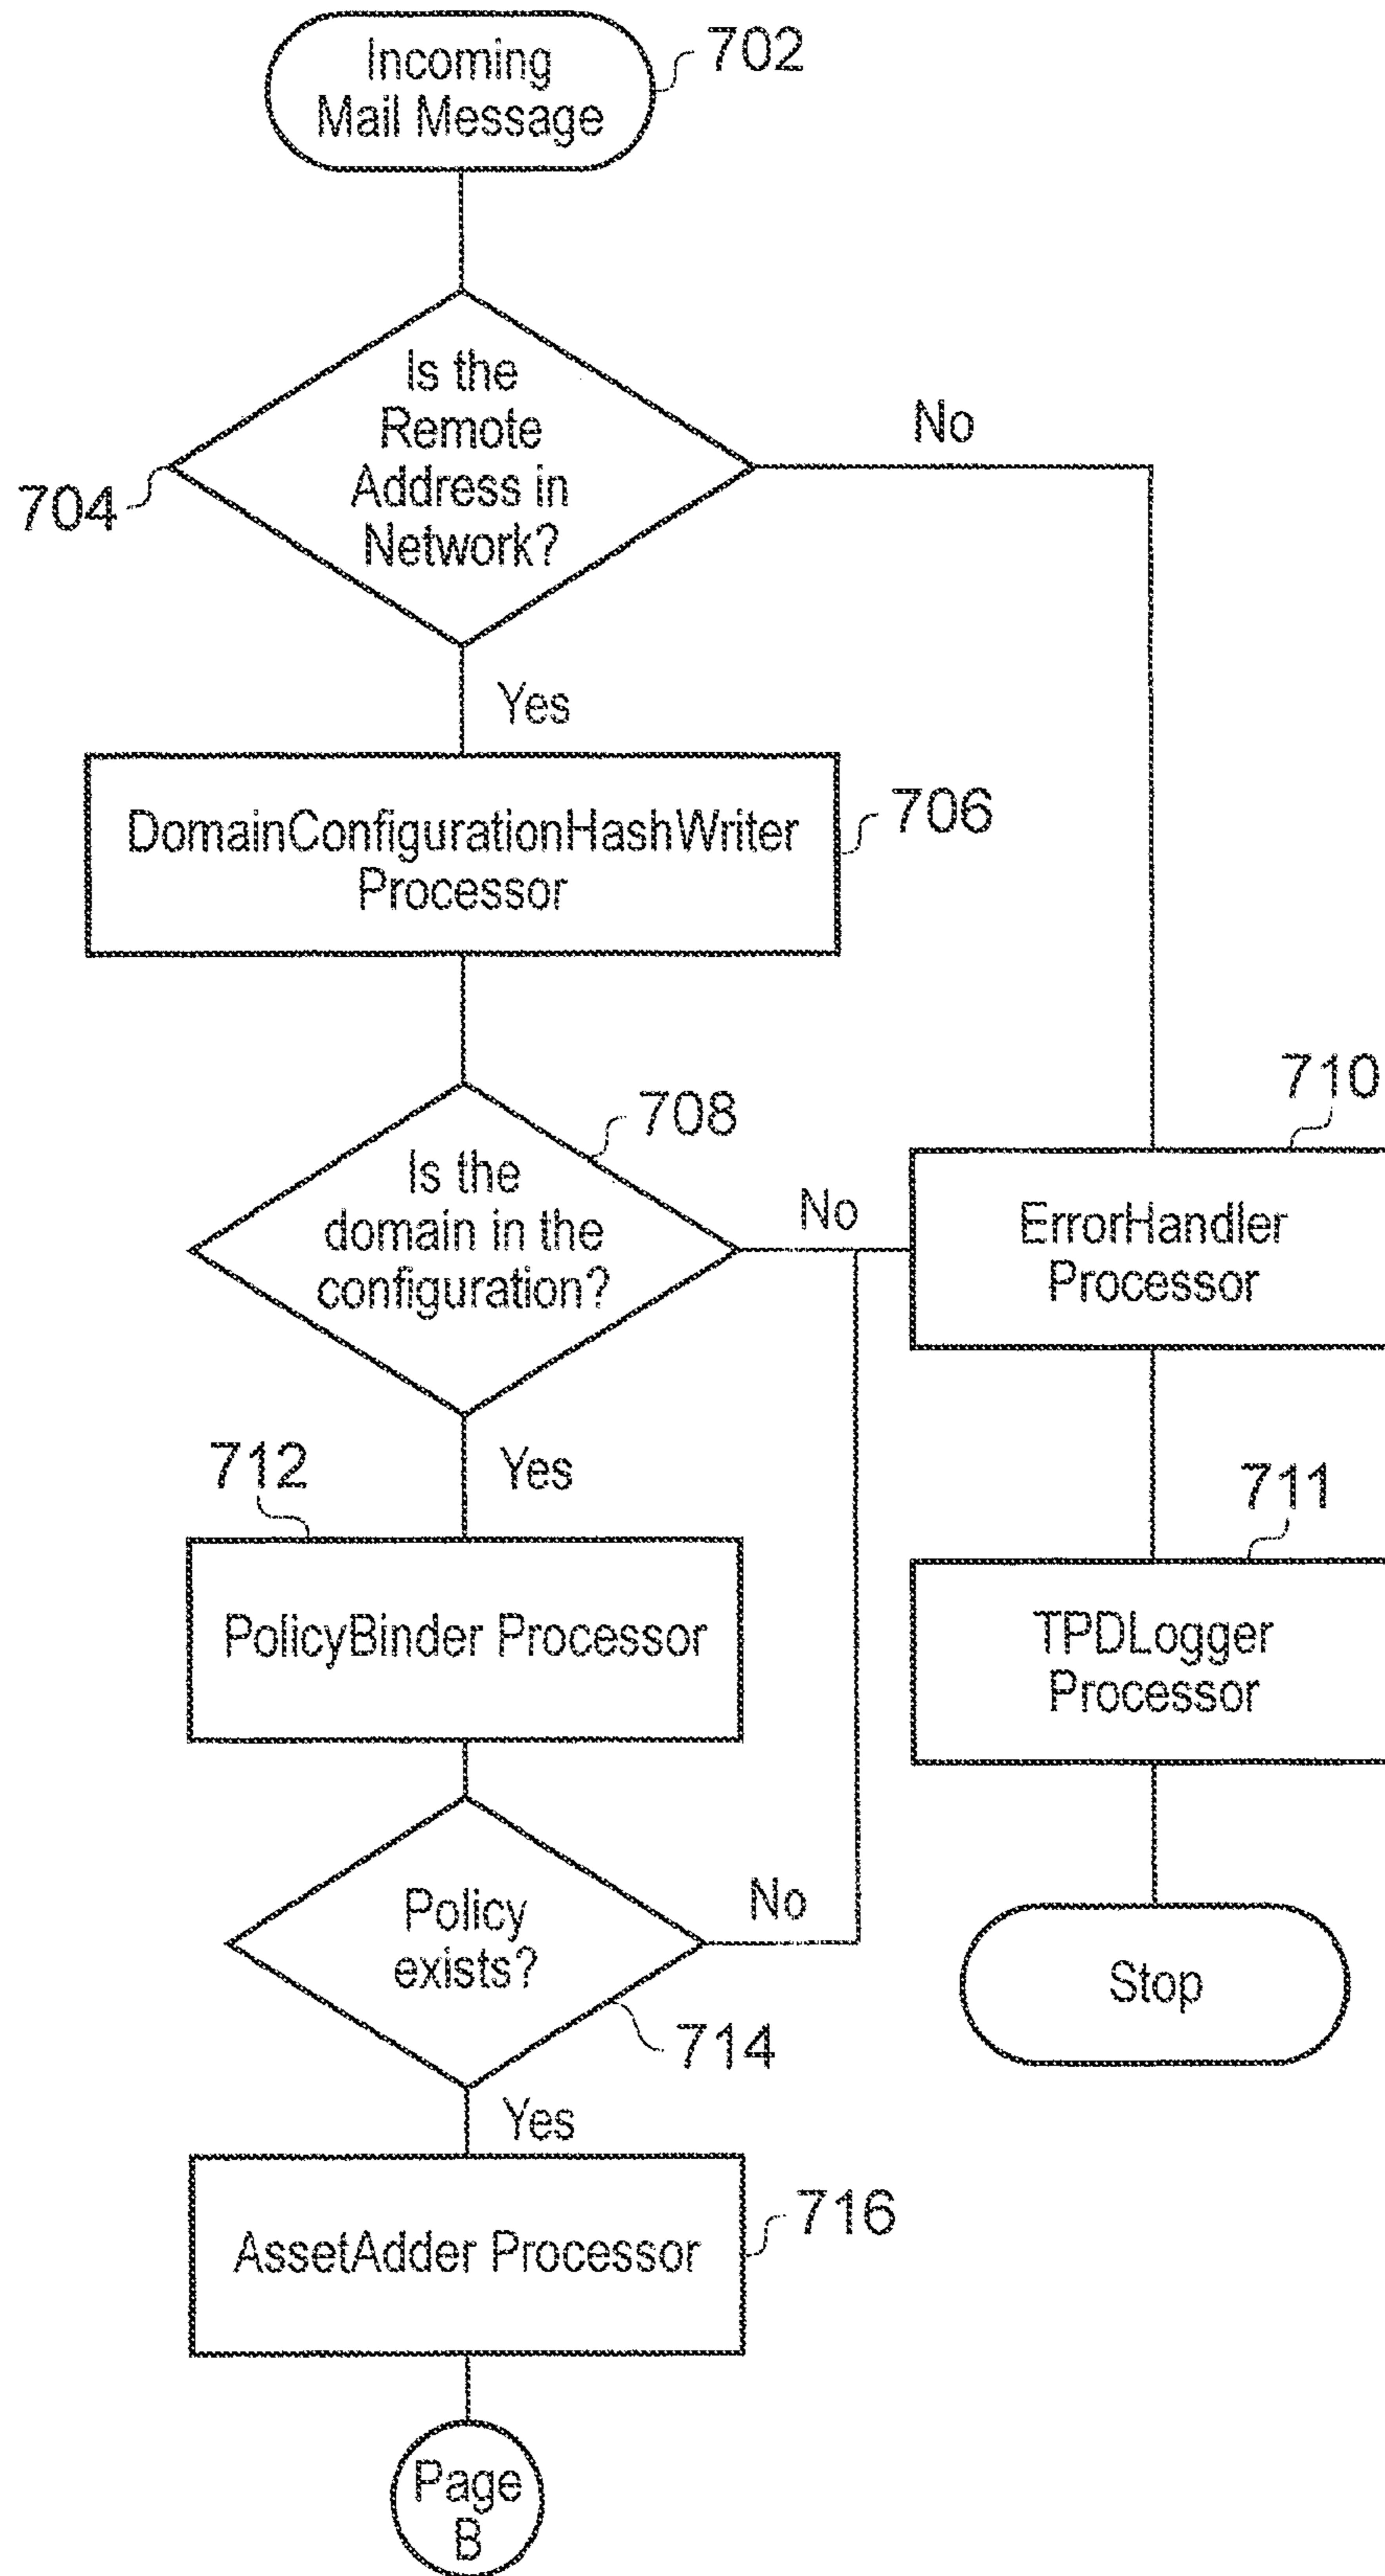 Incoming
Mail Message
702
Is the
Remote
Address in
Network?
No
704
Yes
DomainConfigurationHashWriter
Processor
706
708
Is the
domain in the
configuration?
No
710
ErrorHandler
Processor
Yes
712
711
PolicyBinder Processor
TPDLogger
Processor
Policy
exists?
No
714
Stop
Yes
AssetAdder Processor
716
Page
B